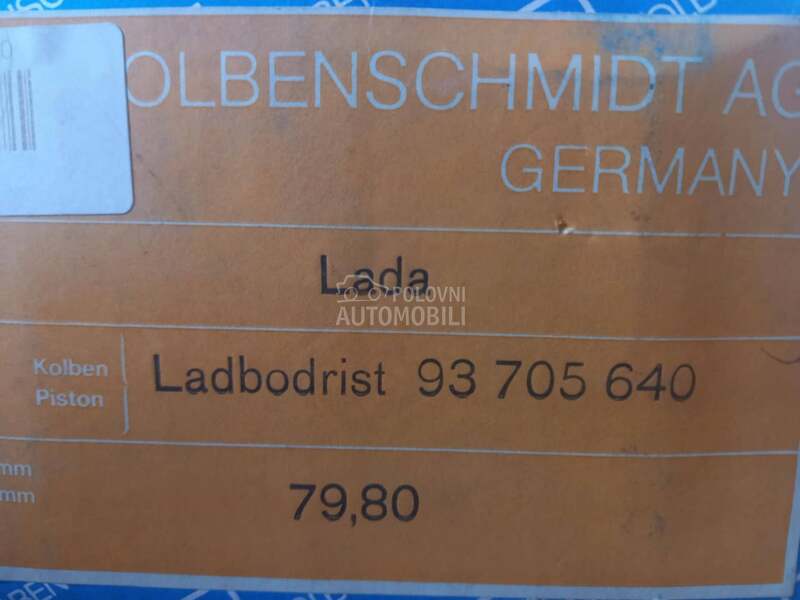 OLBENSCHMIDT AG
GERMANY
Lada
POLOVNI
AUTOMOBILI
Kolben
Piston
Ladbodrist 93 705 640
mm
mm
79,80